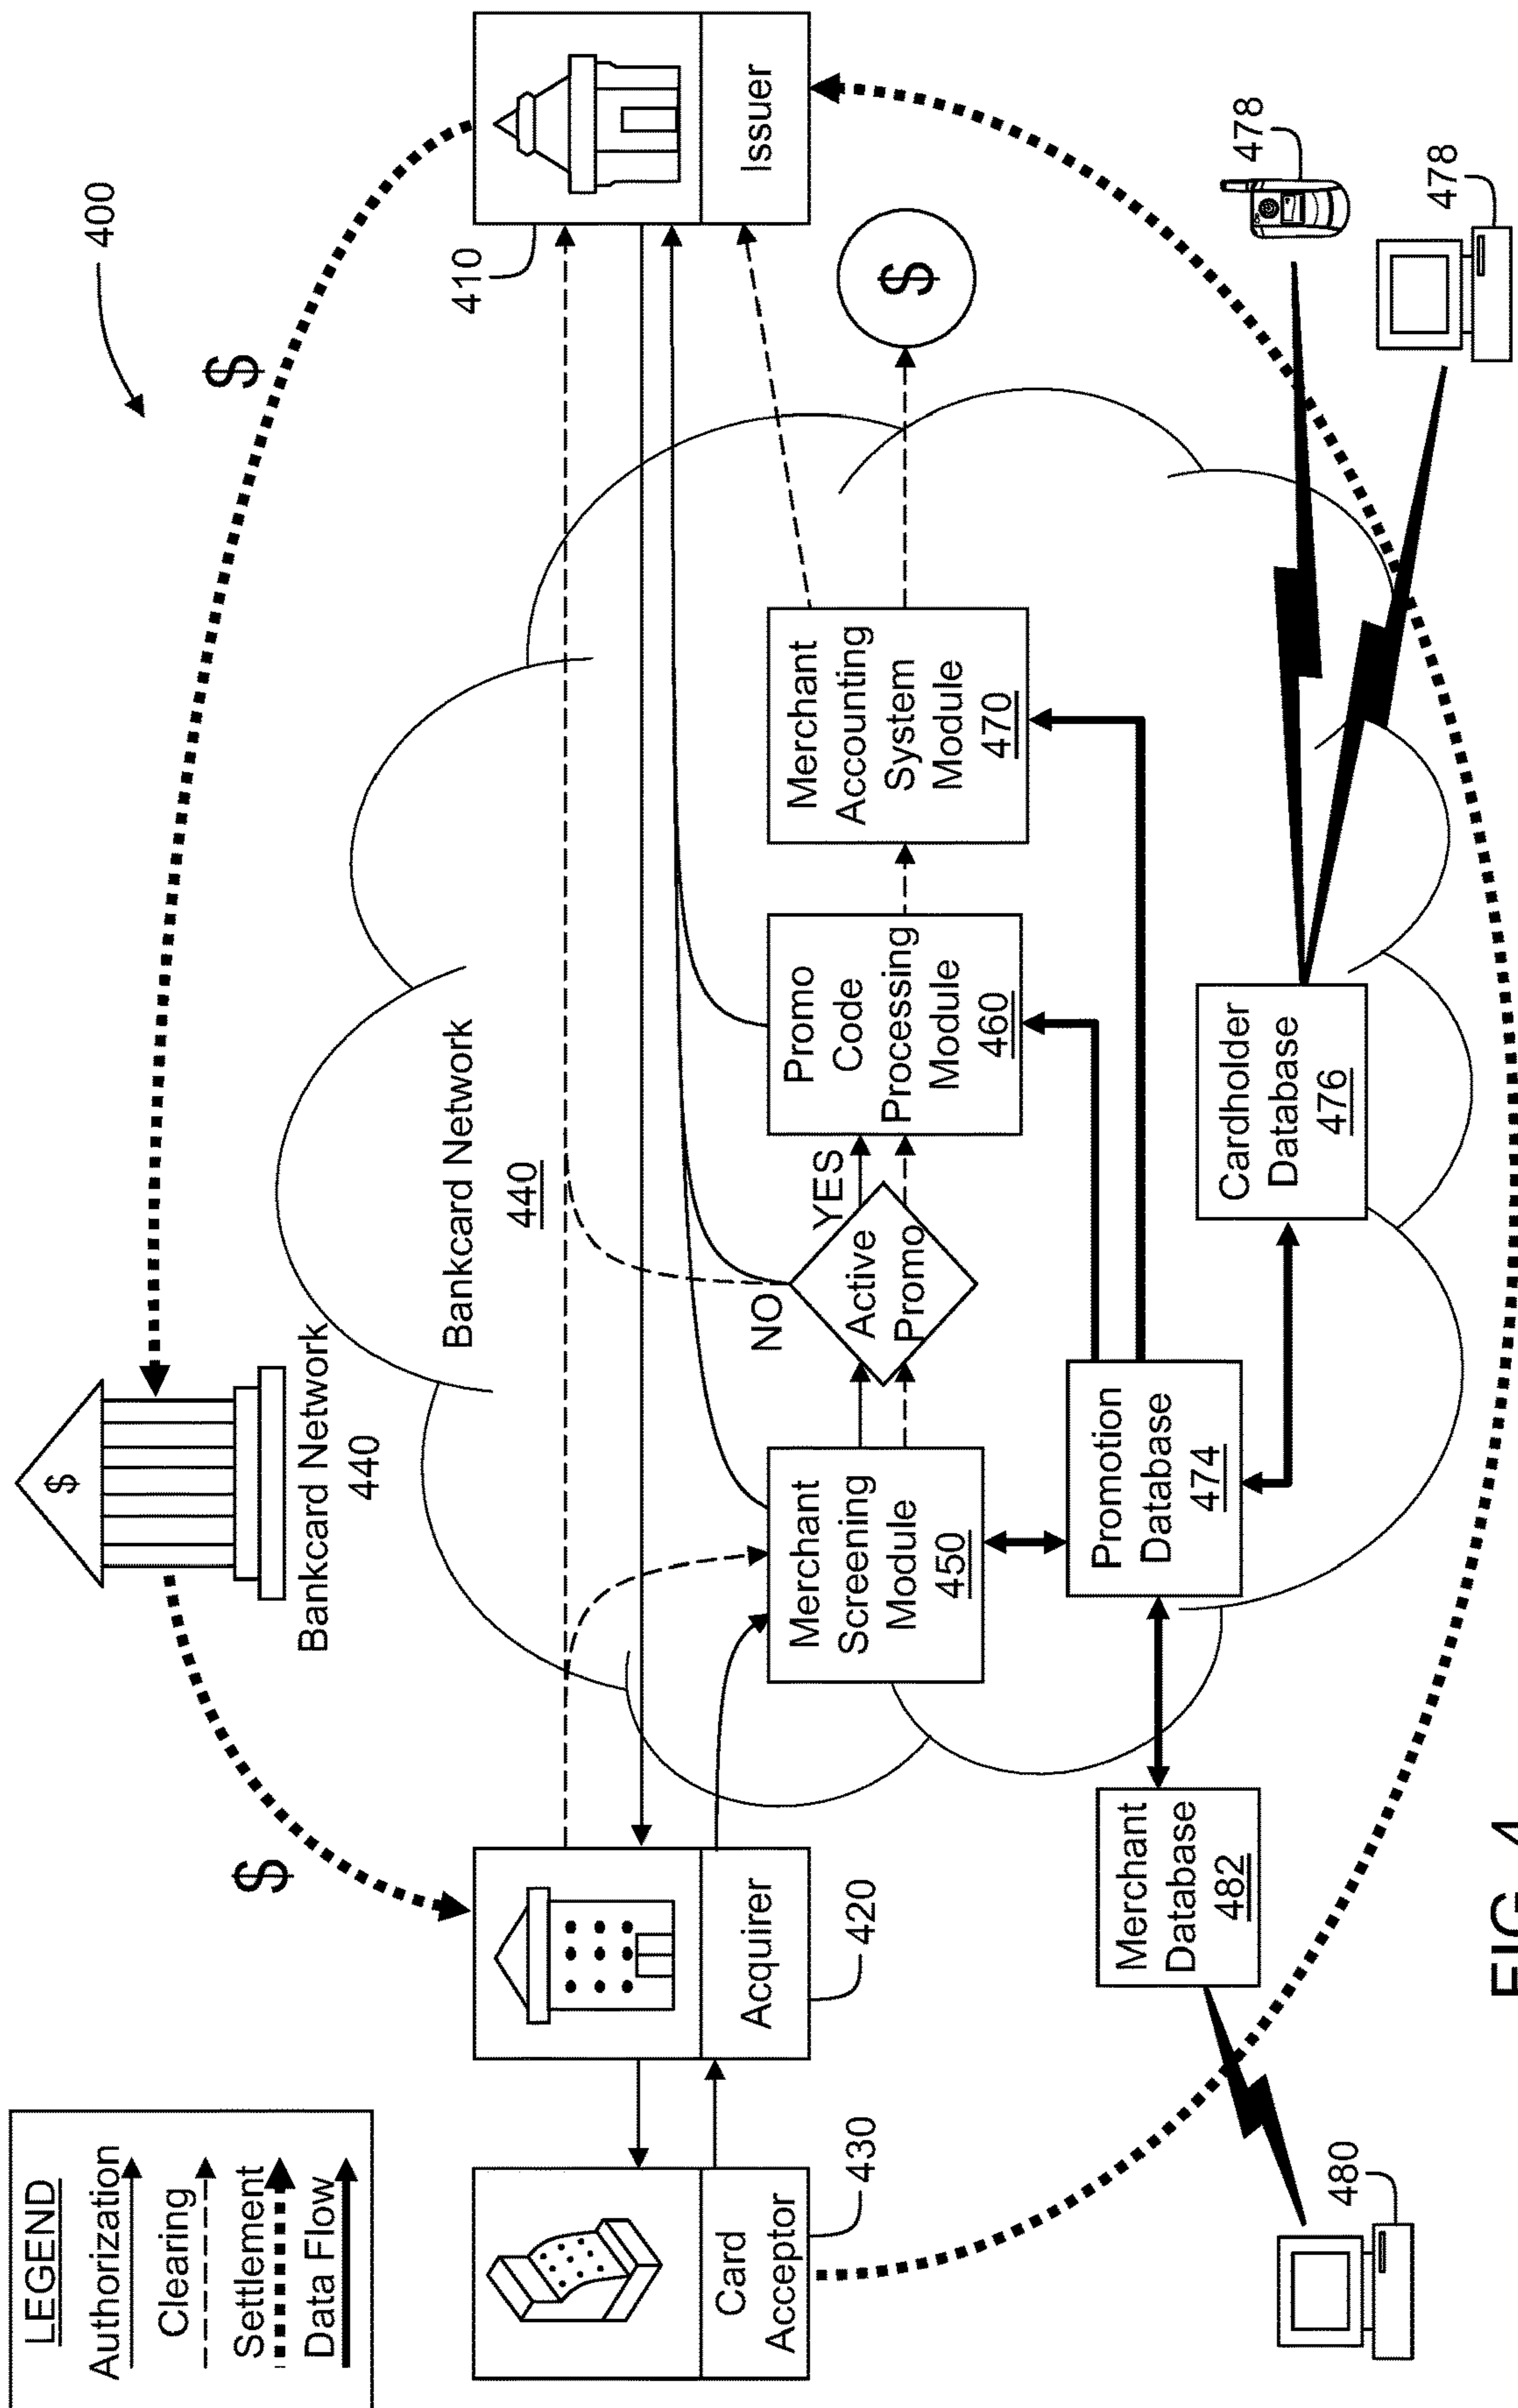 LEGEND
Authorization
Clearing
Settlement
Data Flow
400
$
$
$
Bankcard Network
440
Bankcard Network
440
Card
Acceptor
430
Acquirer
420
410
Issuer
Merchant
Screening
Module
450
NO
Active
Promo
YES
Promo
Code
Processing
Module
460
Merchant
Accounting
System
Module
470
$
Promotion
Database
474
Merchant
Database
482
Cardholder
Database
476
478
478
480
FIG. 4